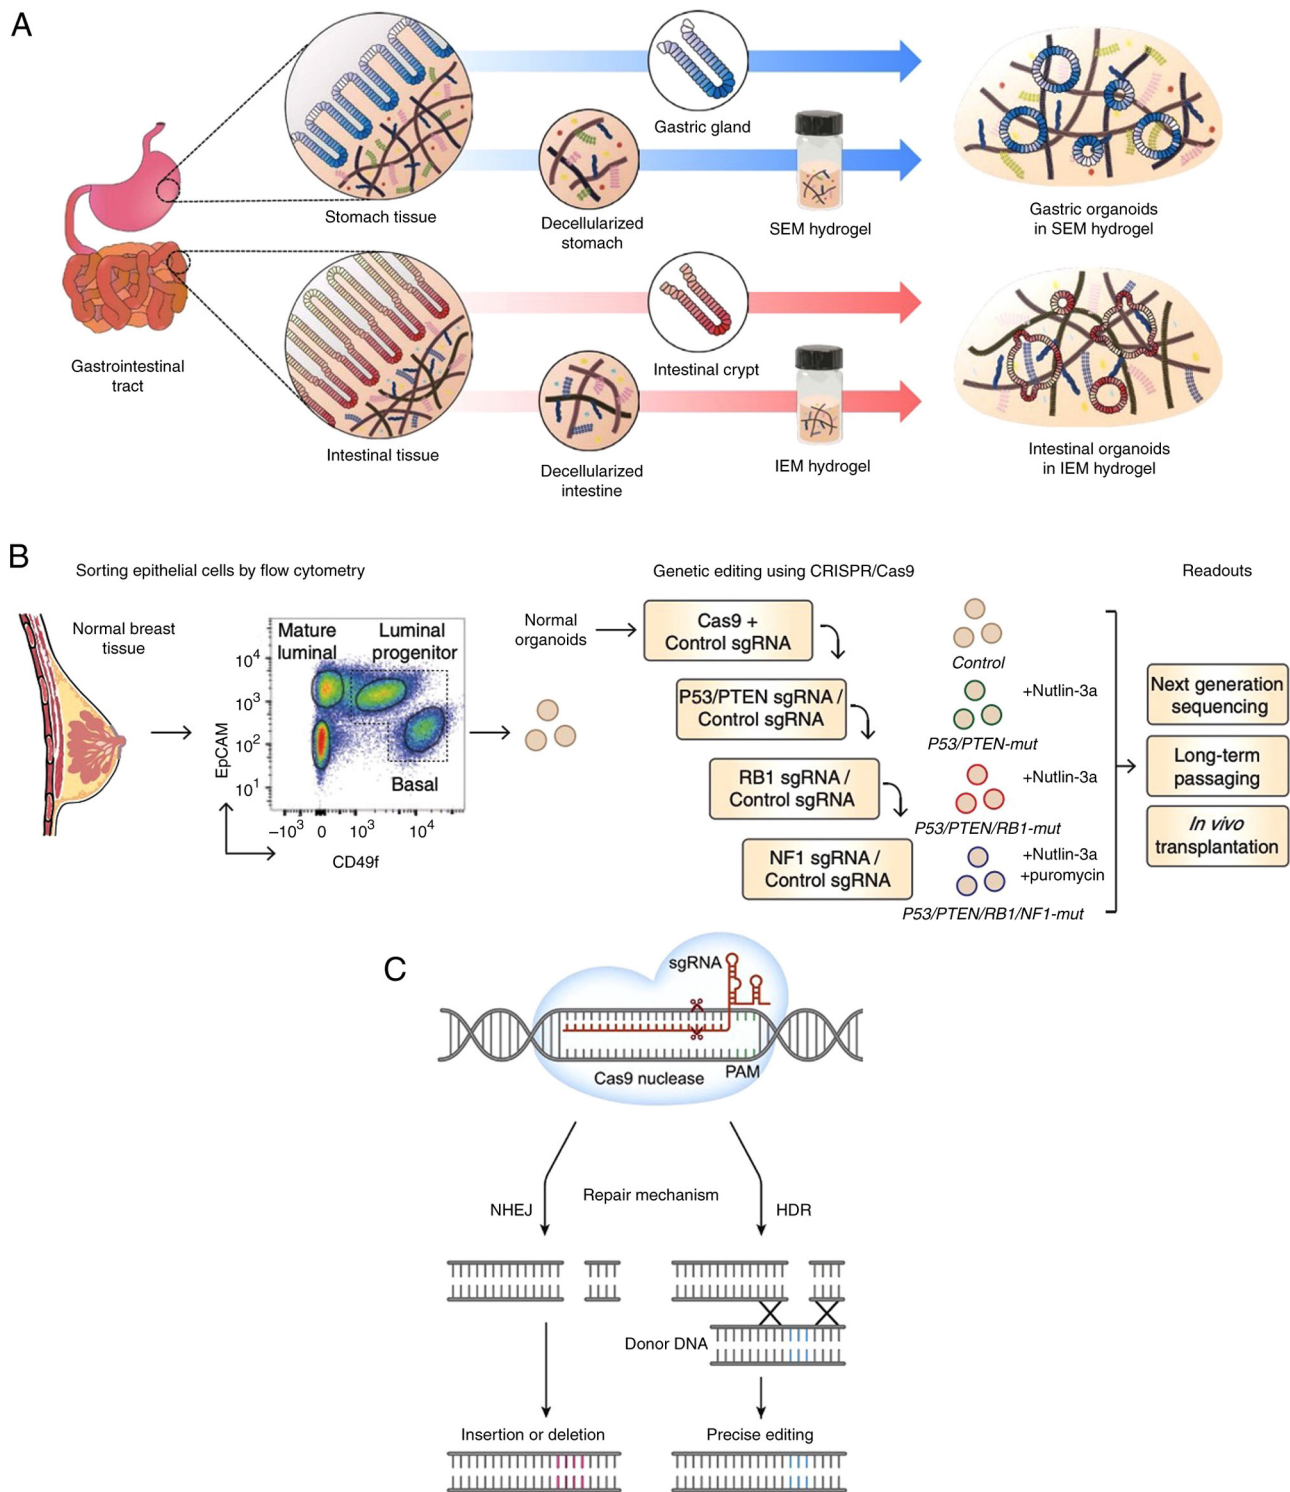 A
Gastrointestinal
tract
Stomach tissue
Gastric gland
Decellularized
stomach
SEM hydrogel
Gastric organoids
in SEM hydrogel
Intestinal tissue
Intestinal crypt
Decellularized
intestine
IEM hydrogel
Intestinal organoids
in IEM hydrogel
B
Sorting epithelial cells by flow cytometry
Genetic editing using CRISPR/Cas9
Readouts
Normal breast
tissue
Mature
luminal
Luminal
progenitor
Basal
EpCAM
10⁴
10³
10²
10¹
−10³ 0 10³ 10⁴
CD49f
Normal
organoids
Cas9 +
Control sgRNA
P53/PTEN sgRNA /
Control sgRNA
RB1 sgRNA /
Control sgRNA
NF1 sgRNA /
Control sgRNA
Control
+Nutlin-3a
P53/PTEN-mut
+Nutlin-3a
P53/PTEN/RB1-mut
+Nutlin-3a
+puromycin
P53/PTEN/RB1/NF1-mut
Next generation
sequencing
Long-term
passaging
In vivo
transplantation
C
sgRNA
Cas9 nuclease
PAM
Repair mechanism
NHEJ
HDR
Donor DNA
Insertion or deletion
Precise editing